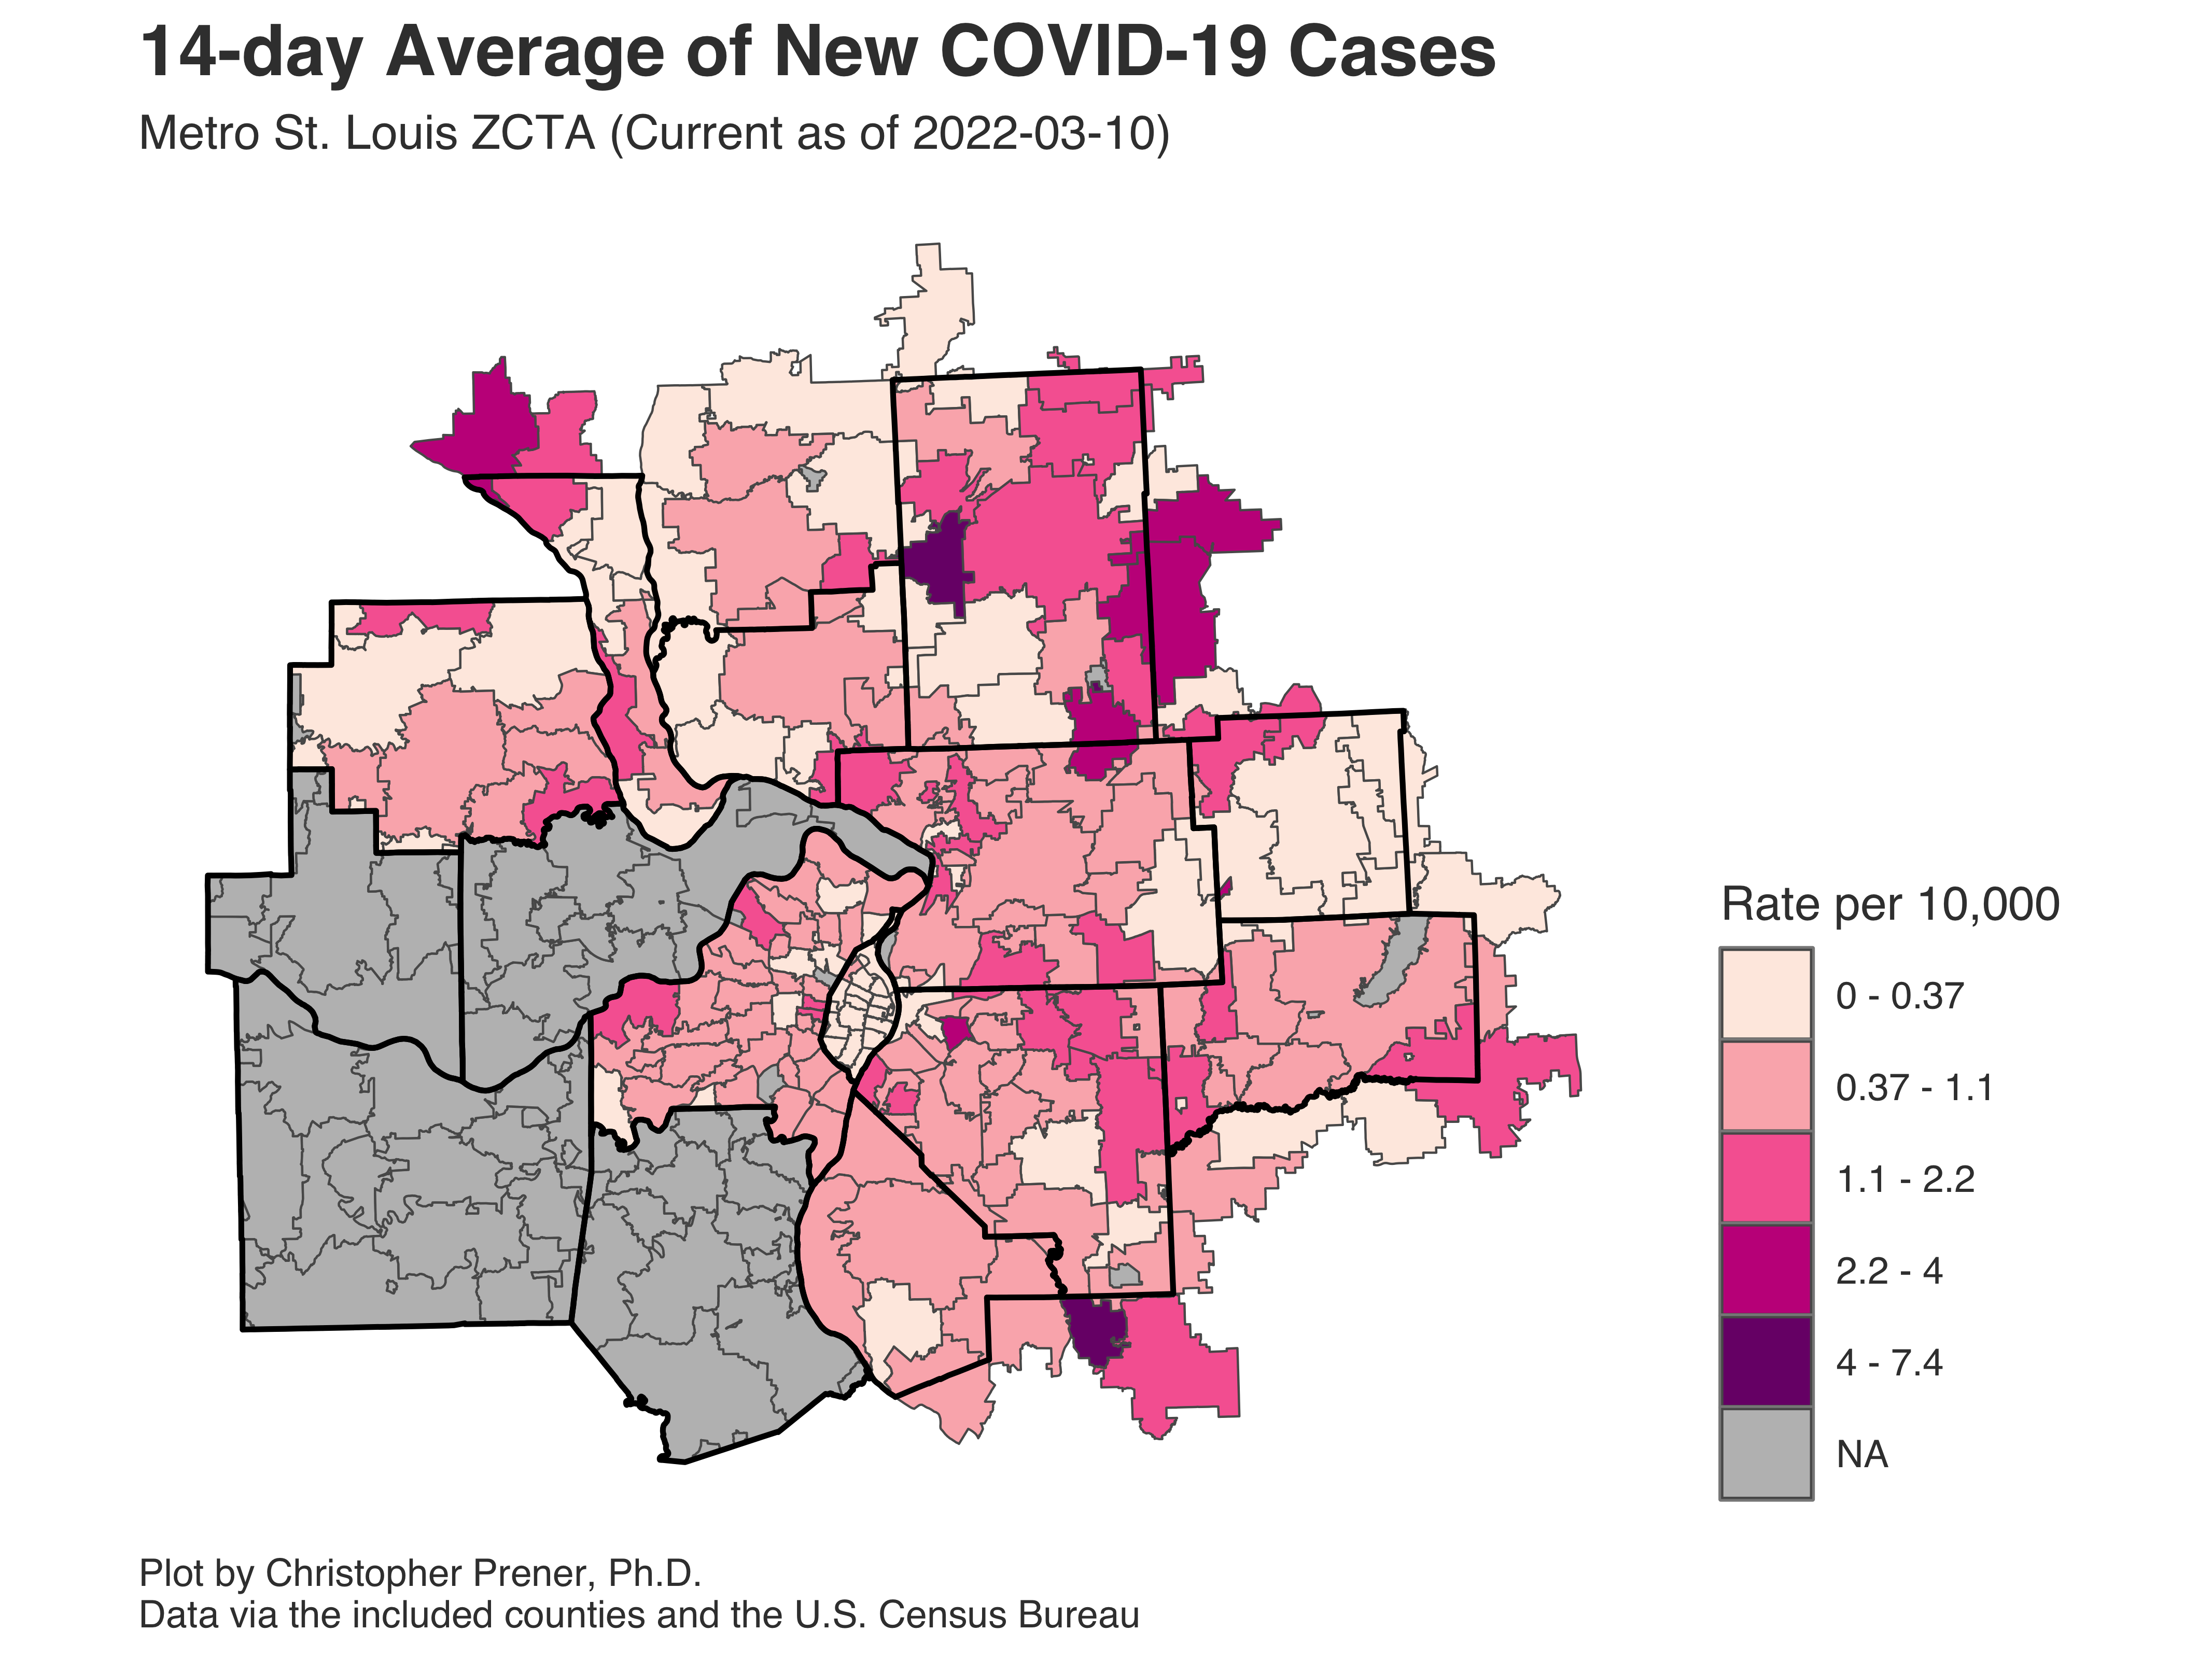 14-day Average of New COVID-19 Cases
Metro St. Louis ZCTA (Current as of 2022-03-10)
Rate per 10,000
0 - 0.37
0.37 - 1.1
1.1 - 2.2
2.2 - 4
4 - 7.4
NA
Plot by Christopher Prener, Ph.D.
Data via the included counties and the U.S. Census Bureau